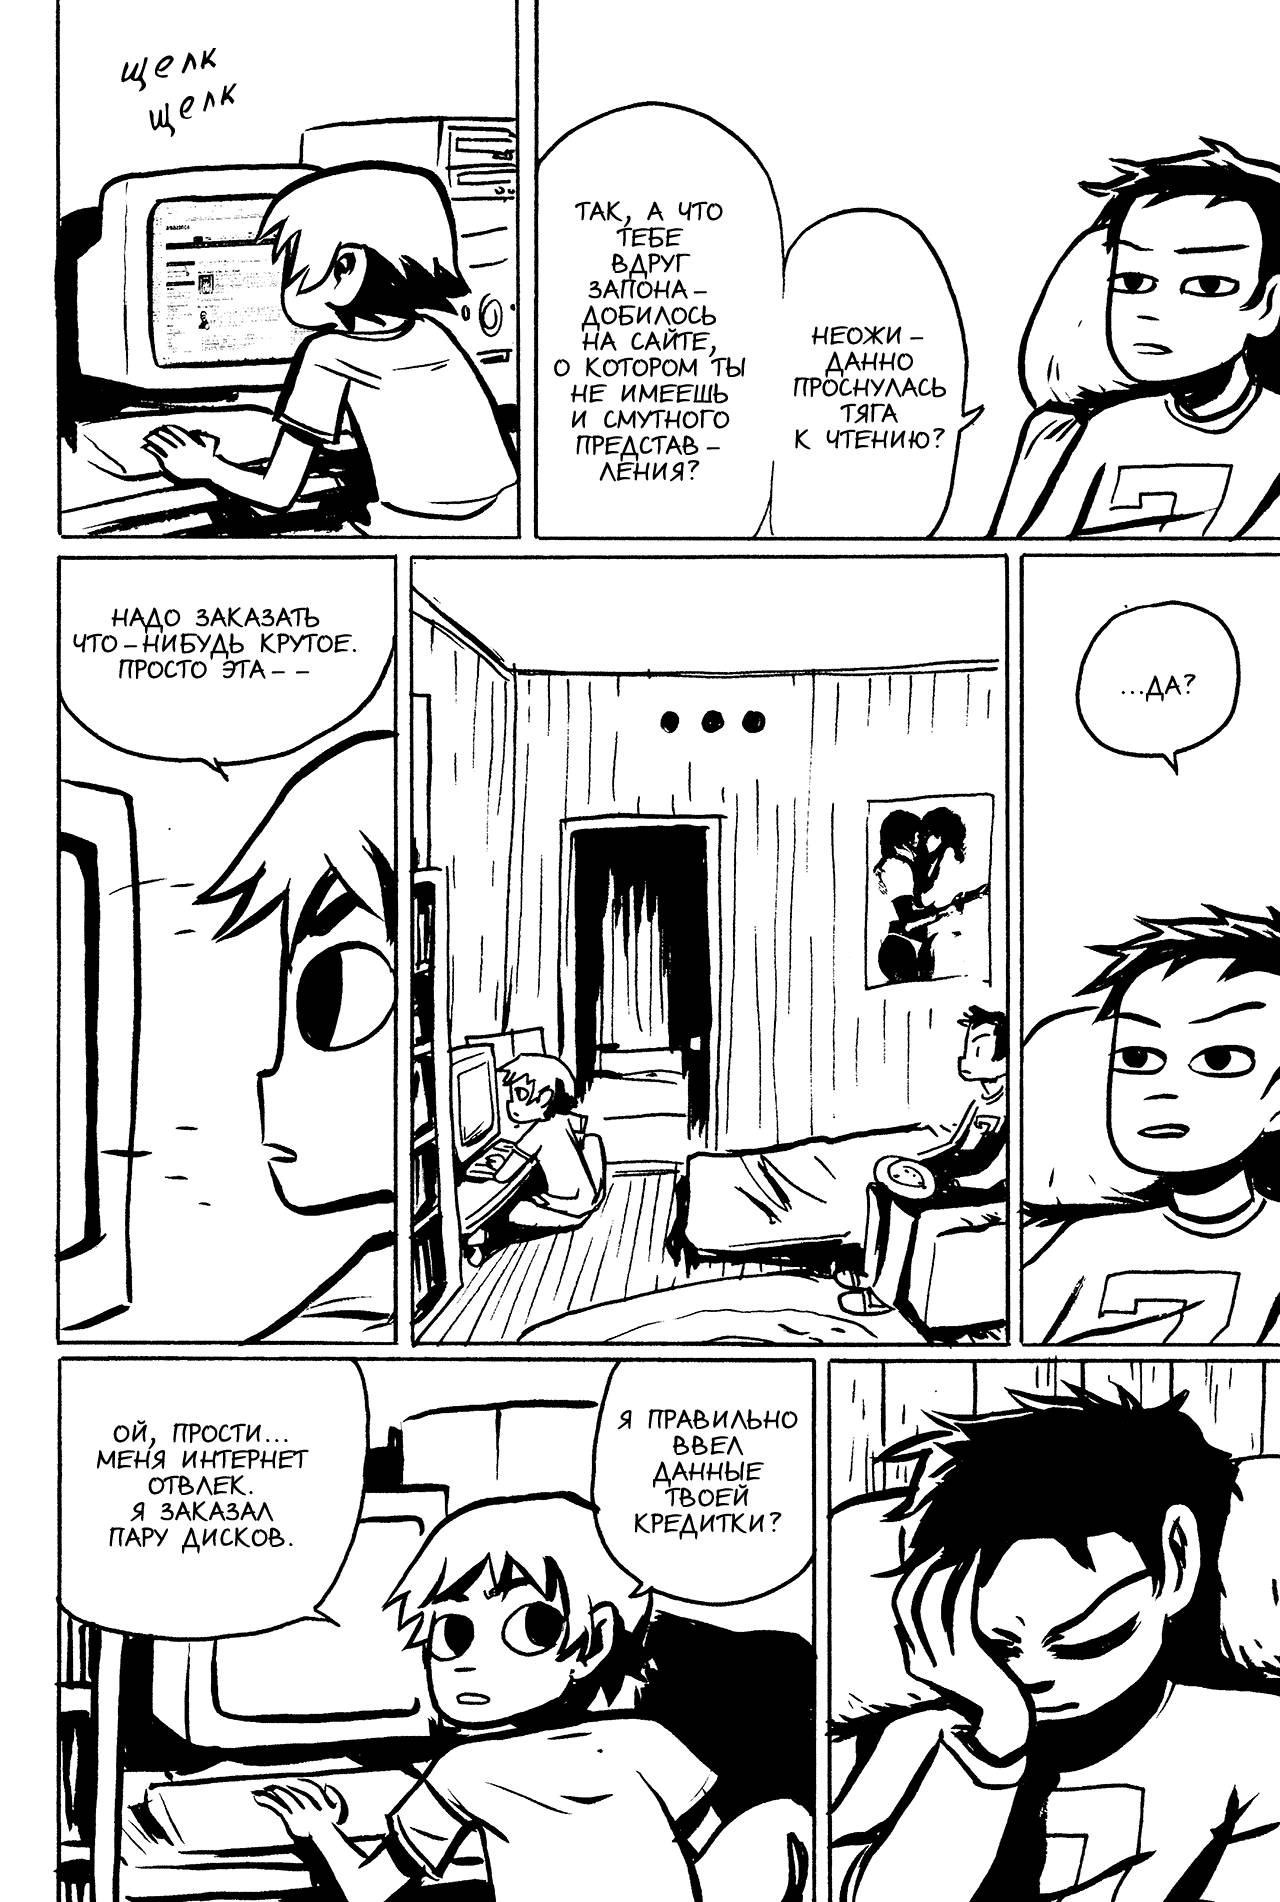 щелк
щелк
ТАК, А ЧТО
ТЕБЕ
ВДРУГ
ЗАПОНА-
ДОБИЛОСЬ
НА САЙТЕ,
О КОТОРОМ ТЫ
НЕ ИМЕЕШЬ
И СМУТНОГО
ПРЕДСТАВ-
ЛЕНИЯ?
НЕОЖИ-
ДАННО
ПРОСНУЛАСЬ
ТЯГА
К ЧТЕНИЮ?
НАДО ЗАКАЗАТЬ
ЧТО-НИБУДЬ КРУТОЕ.
ПРОСТО ЭТА--
...ДА?
ОЙ, ПРОСТИ...
МЕНЯ ИНТЕРНЕТ
ОТВЛЕК.
Я ЗАКАЗАЛ
ПАРУ ДИСКОВ.
Я ПРАВИЛЬНО
ВВЕЛ
ДАННЫЕ
ТВОЕЙ
КРЕДИТКИ?